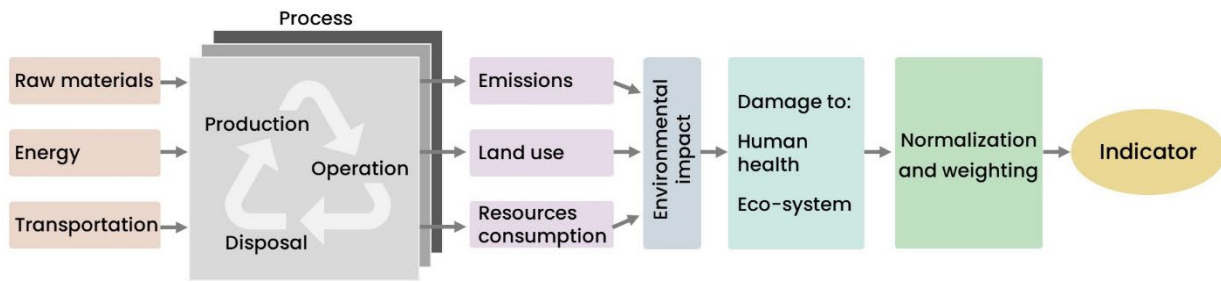 Process
Raw materials
Energy
Transportation
Production
Operation
Disposal
Emissions
Land use
Resources
consumption
Environmental
impact
Damage to:
Human
health
Eco-system
Normalization
and weighting
Indicator